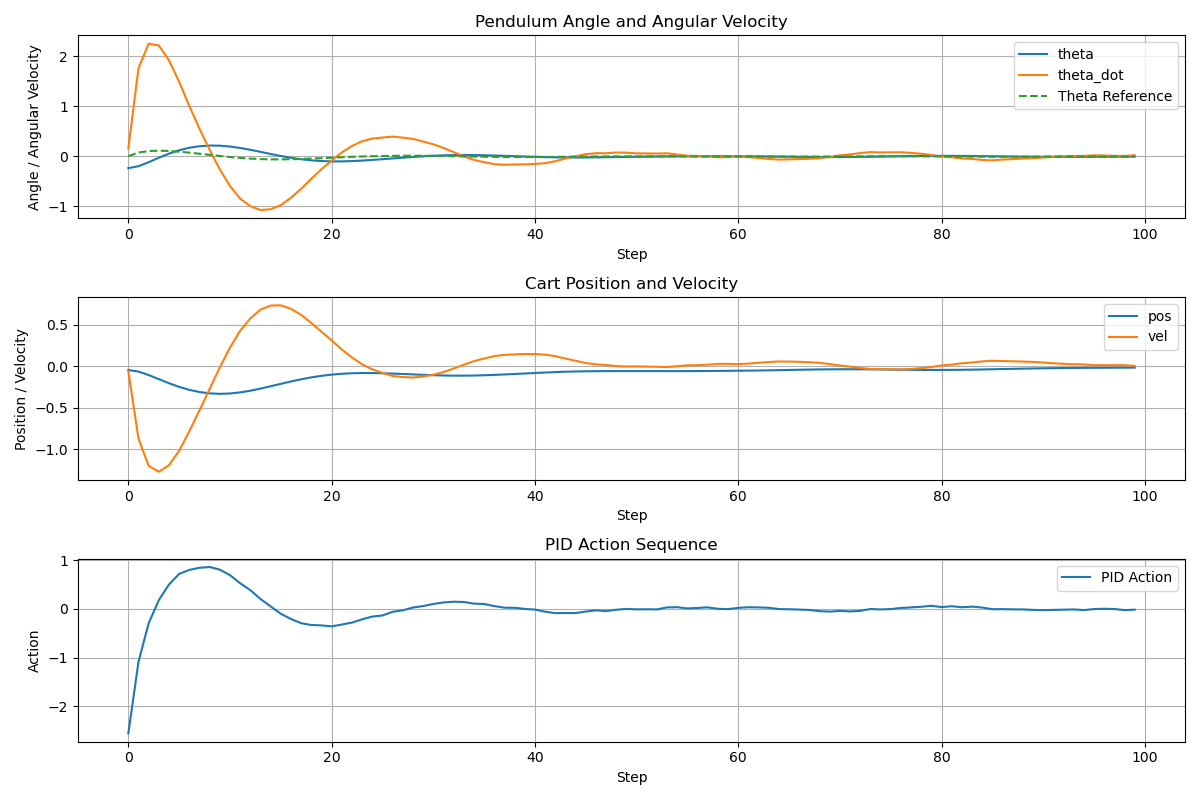 Pendulum Angle and Angular Velocity
Angle / Angular Velocity
2
1
0
−1
theta
theta_dot
Theta Reference
0 20 40 60 80 100
Step
Cart Position and Velocity
Position / Velocity
0.5
0.0
−0.5
−1.0
pos
vel
0 20 40 60 80 100
Step
PID Action Sequence
Action
1
0
−1
−2
PID Action
0 20 40 60 80 100
Step